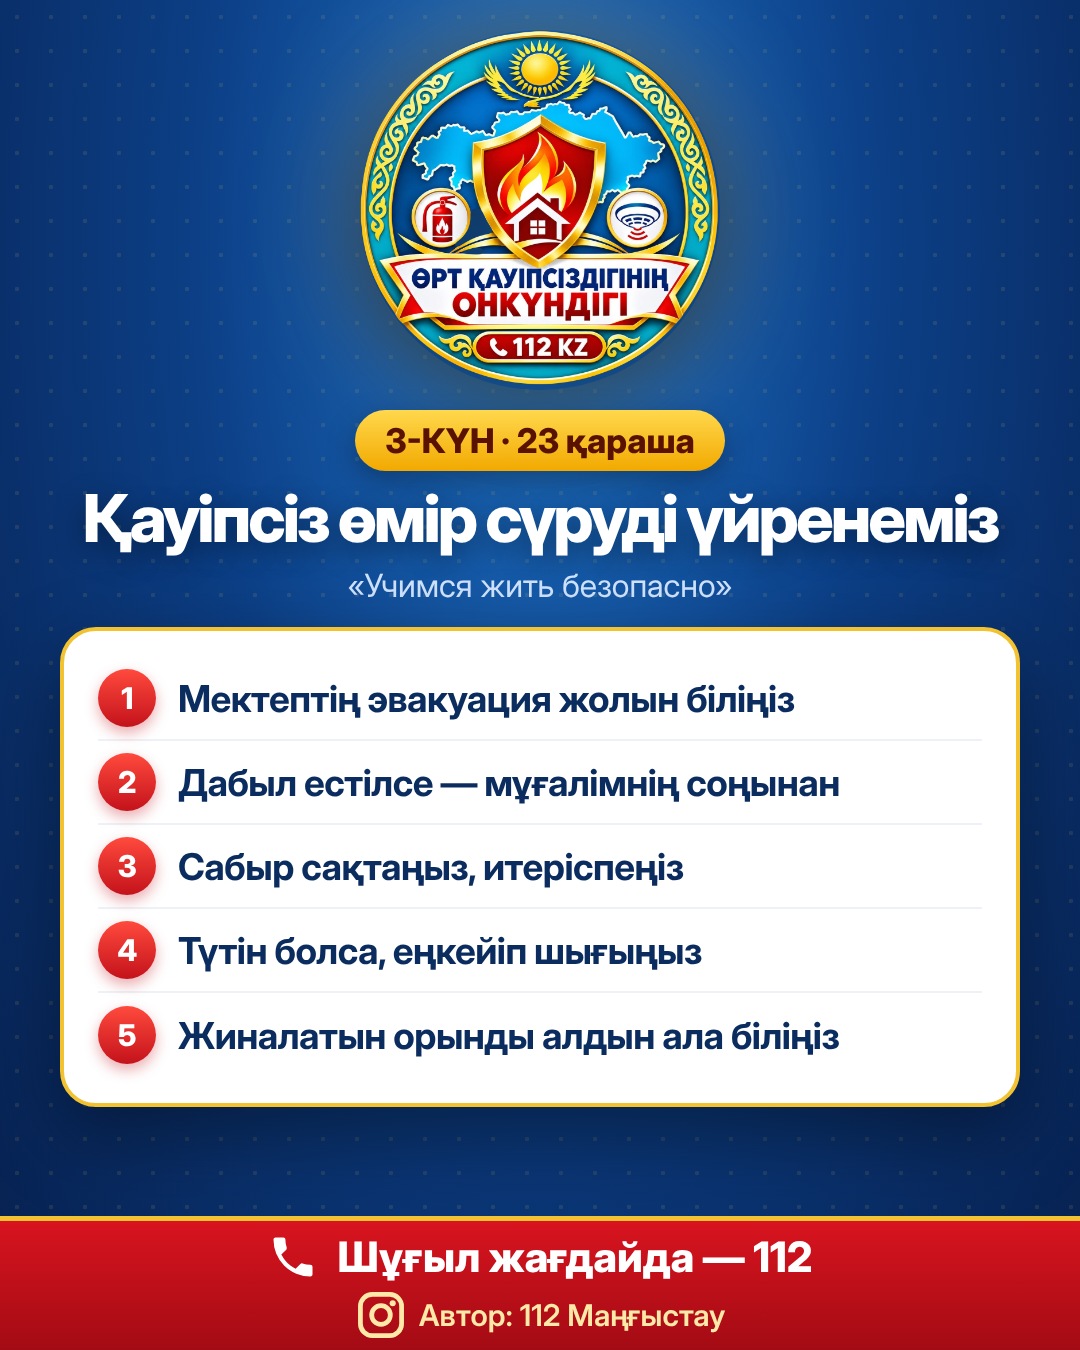 ӨРТ ҚАУІПСІЗДІГІНІҢ
ОНКҮНДІГІ
112 KZ
3-КҮН · 23 қараша
Қауіпсіз өмір сүруді үйренеміз
«Учимся жить безопасно»
1 Мектептің эвакуация жолын біліңіз
2 Дабыл естілсе — мұғалімнің соңынан
3 Сабыр сақтаңыз, итеріспеңіз
4 Түтін болса, еңкейіп шығыңыз
5 Жиналатын орынды алдын ала біліңіз
Шұғыл жағдайда — 112
Автор: 112 Маңғыстау